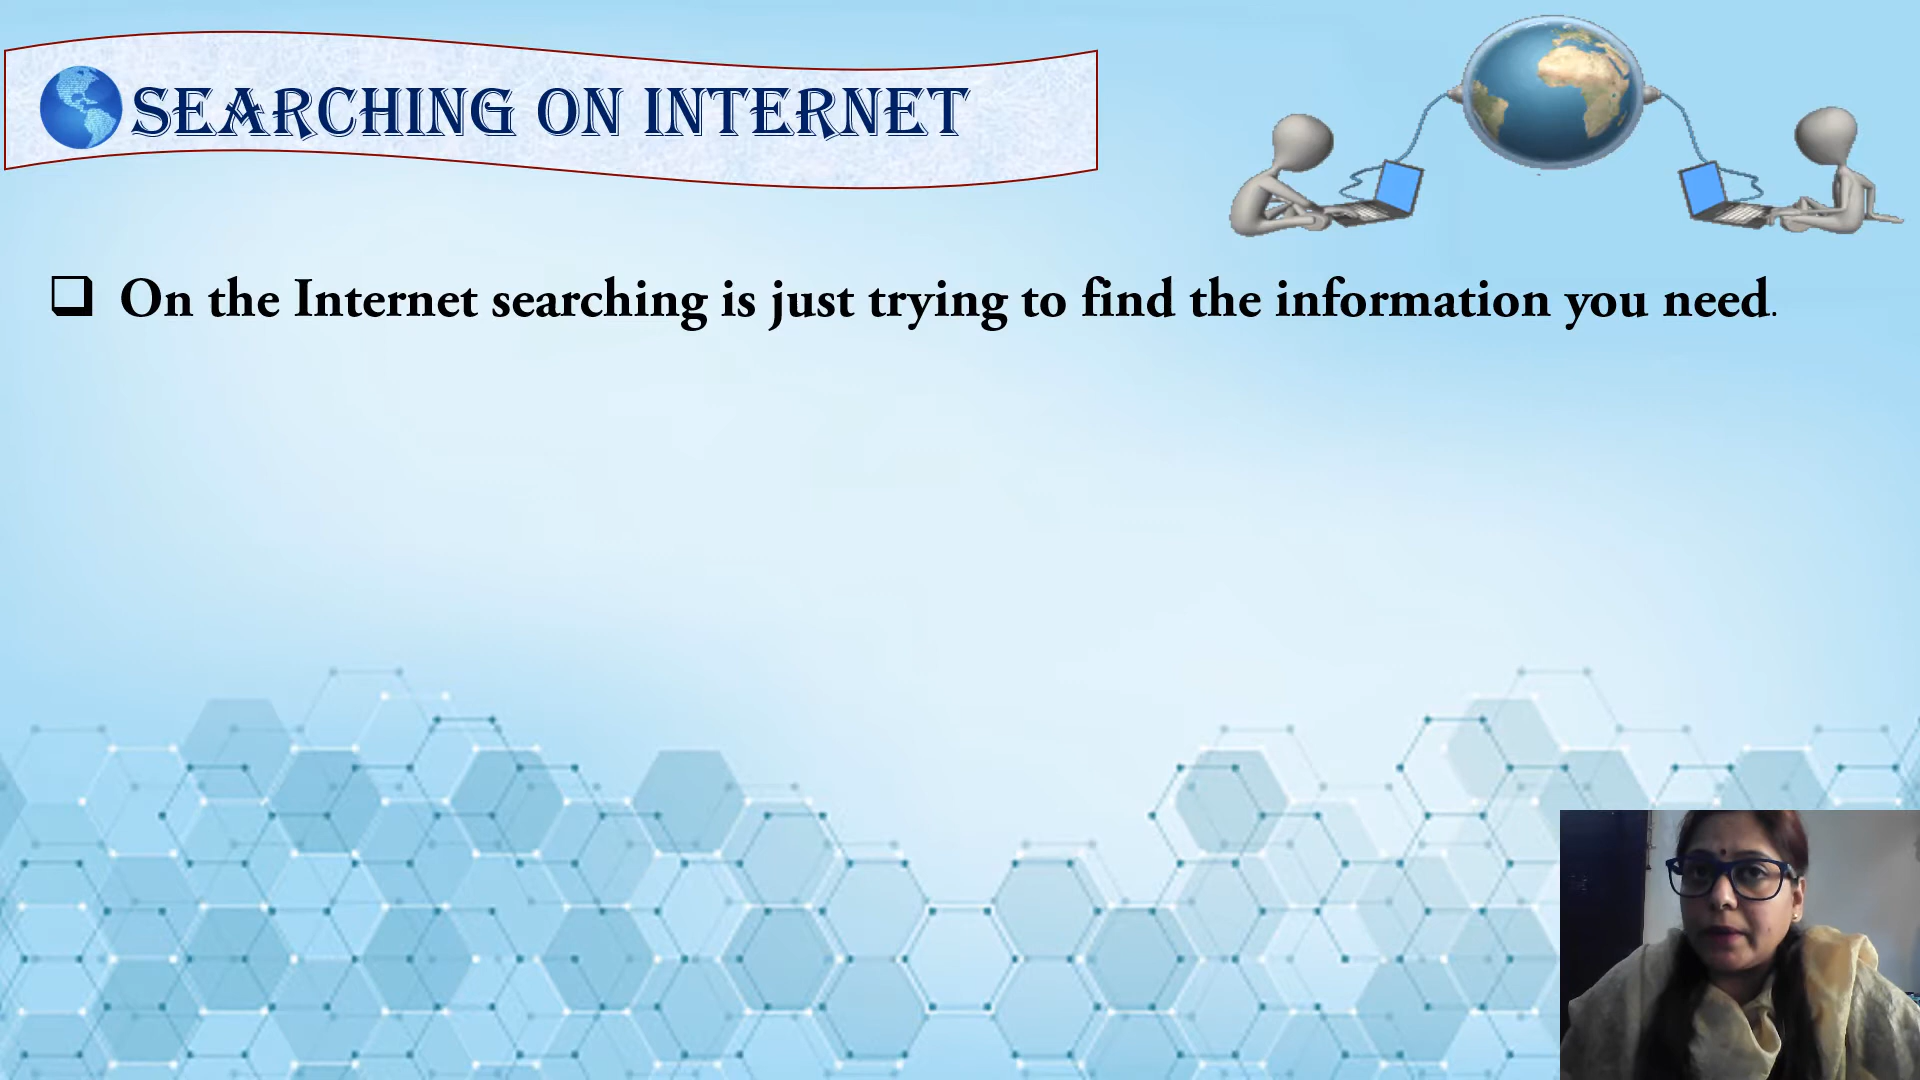 SEARCHING ON INTERNET
On the Internet searching is just trying to find the information you need.